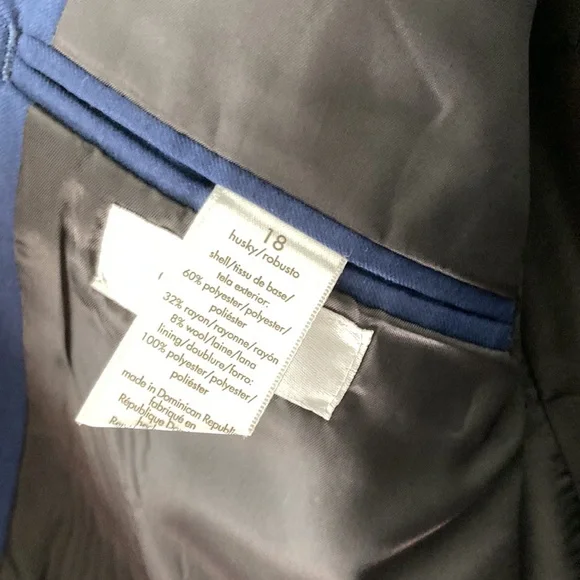 18
husky/robusto
shell/tissu de base/
tela exterior:
60% polyester/polyester/
poliéster
32% rayon/rayonne/rayón
8% wool/laine/lana
lining/doublure/forro:
100% polyester/polyester/
poliéster
made in Dominican Republic
fabriqué en
République